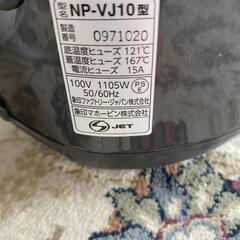 型名 NP-VJ10型
製造番号 0971020
底温度ヒューズ 121℃
蓋温度ヒューズ 167℃
電流ヒューズ 15A
100V 1105W
50/60Hz
PSE
象印ファクトリー・ジャパン株式会社
象印マホービン株式会社
S JET